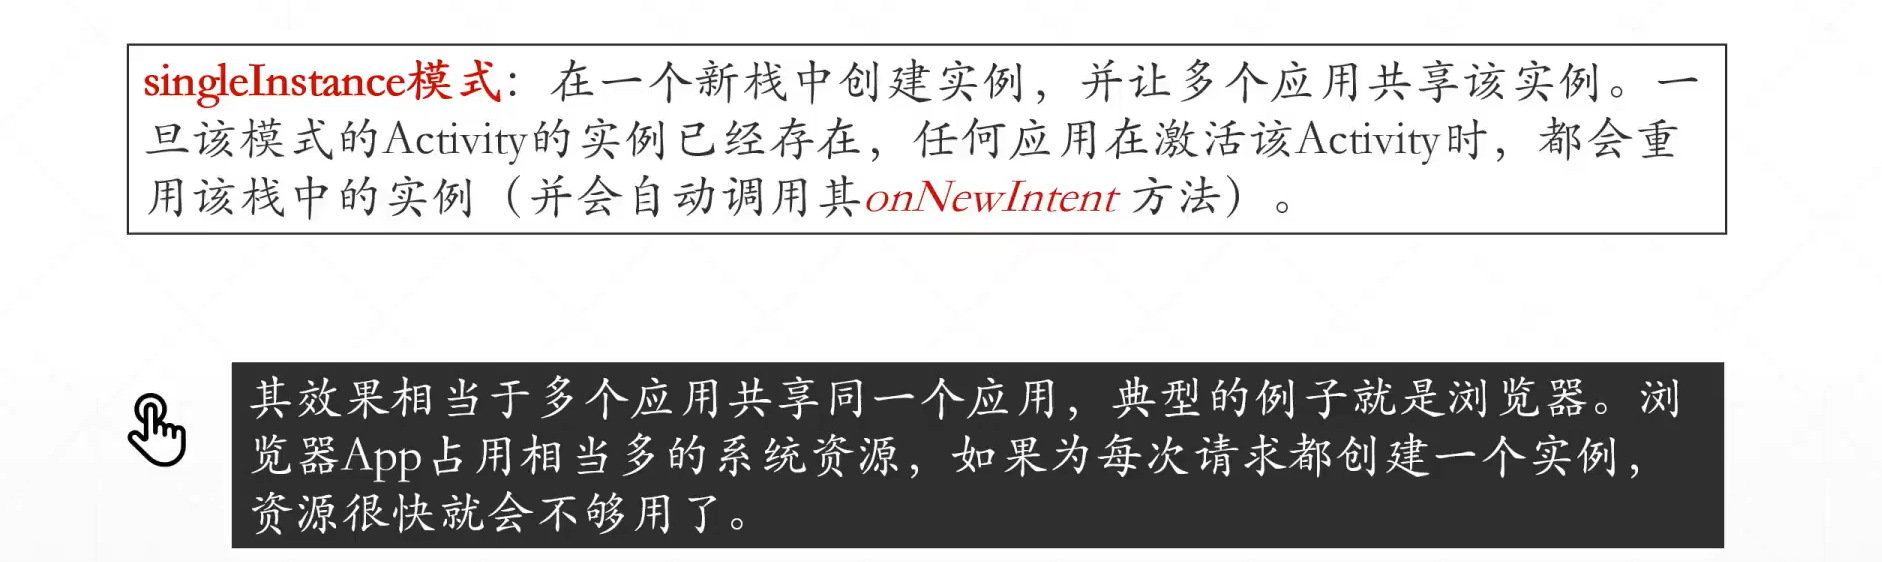 singleInstance模式：在一个新栈中创建实例，并让多个应用共享该实例。一
旦该模式的Activity的实例已经存在，任何应用在激活该Activity时，都会重
用该栈中的实例（并会自动调用其onNewIntent 方法）。
其效果相当于多个应用共享同一个应用，典型的例子就是浏览器。浏
览器App占用相当多的系统资源，如果为每次请求都创建一个实例，
资源很快就会不够用了。